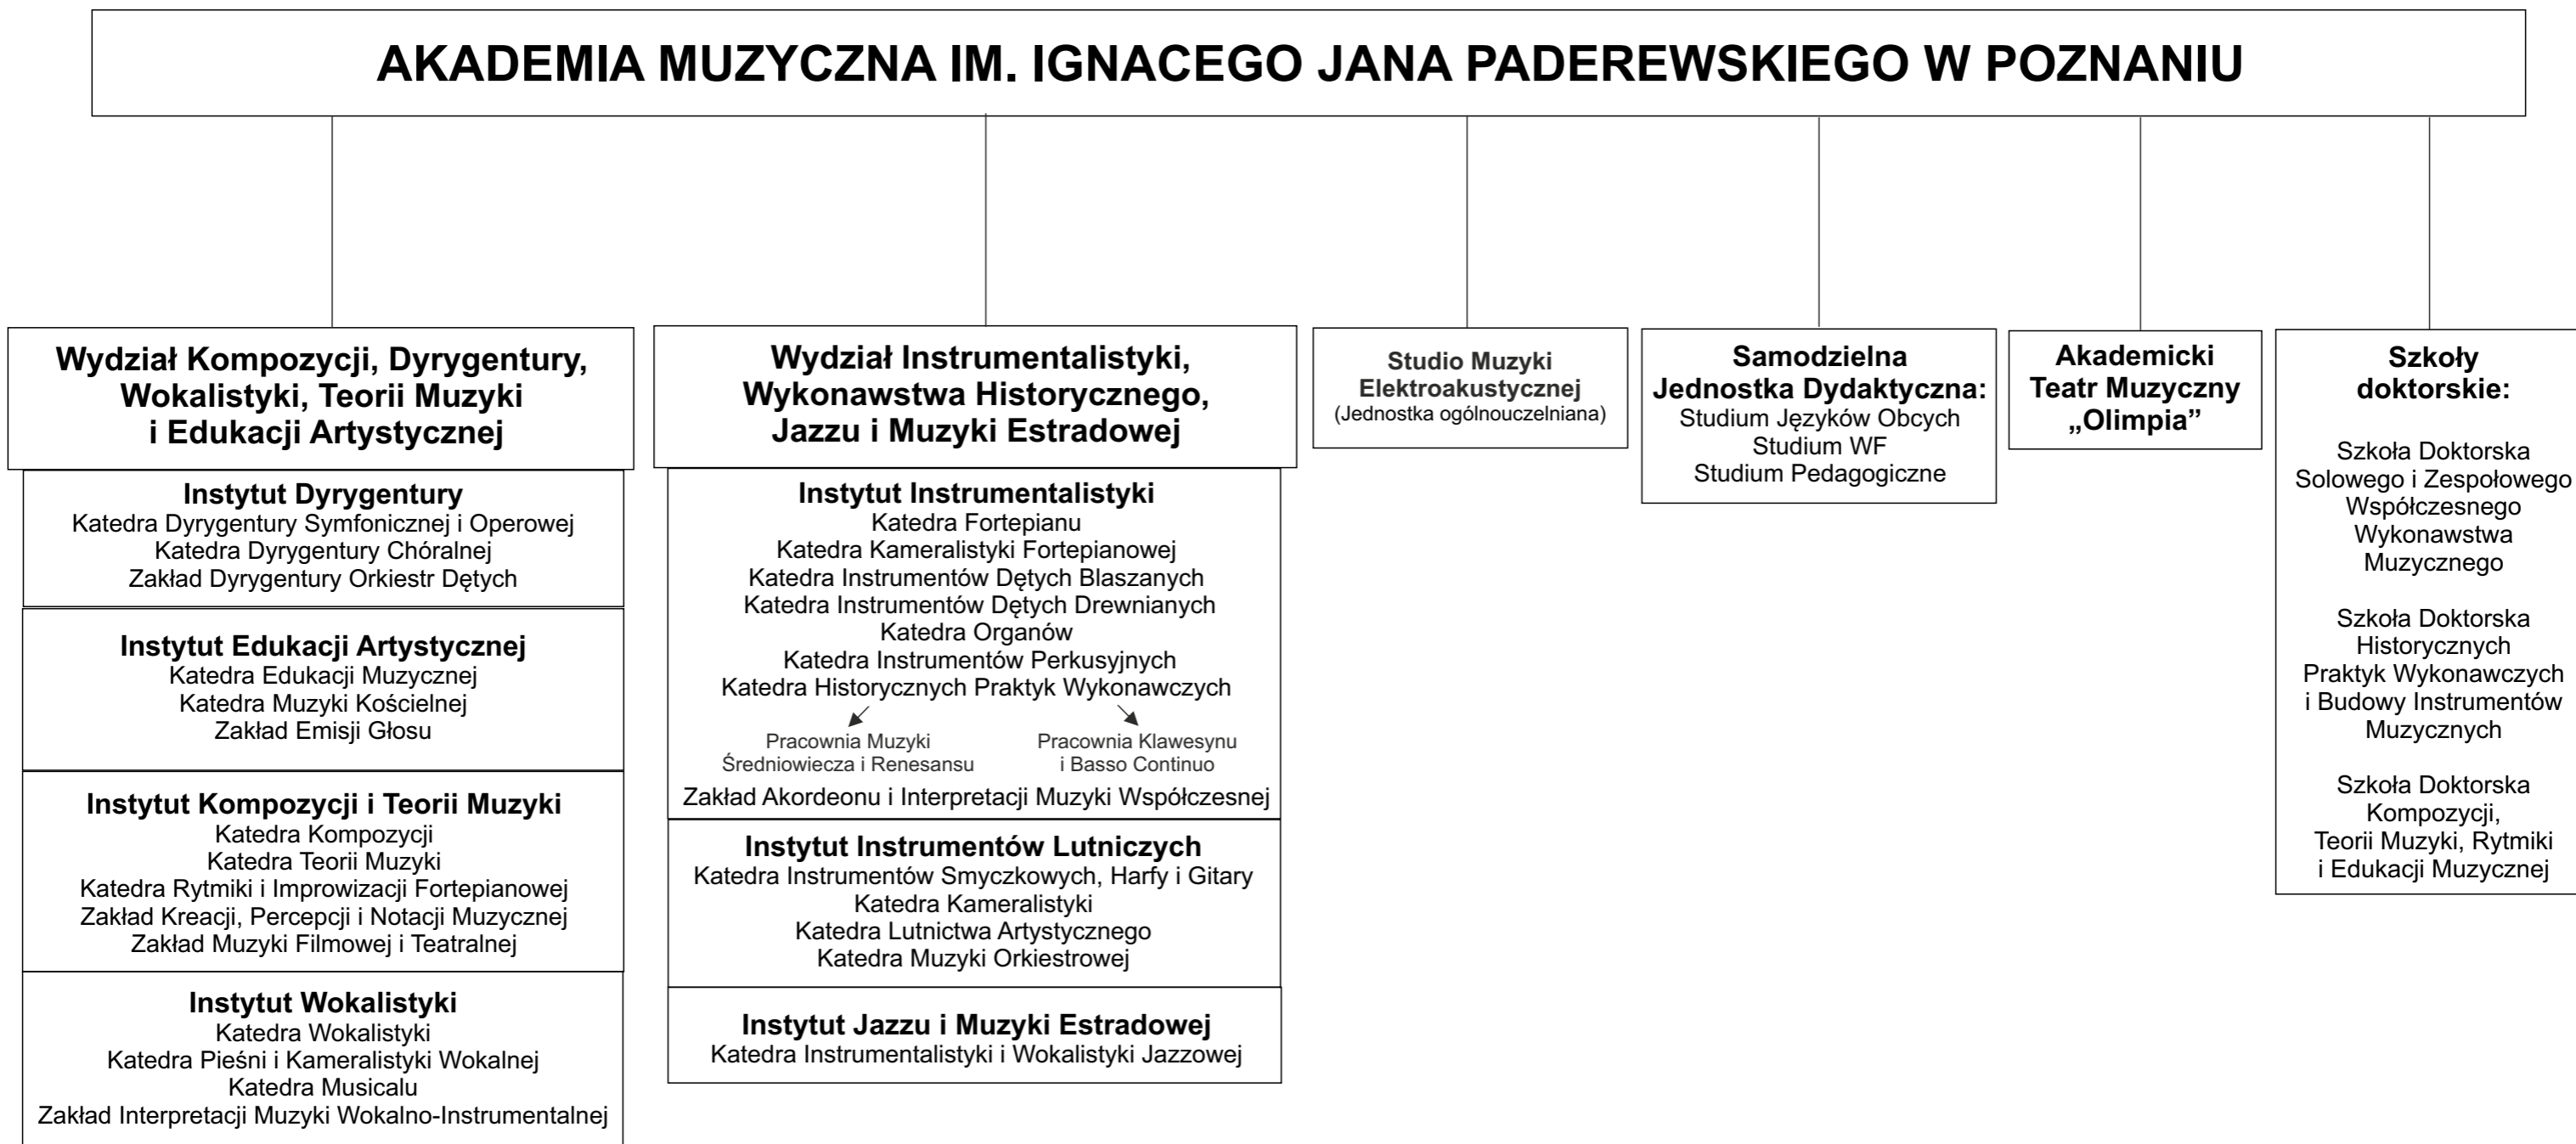 AKADEMIA MUZYCZNA IM. IGNACEGO JANA PADEREWSKIEGO W POZNANIU
Wydział Kompozycji, Dyrygentury,
Wokalistyki, Teorii Muzyki
i Edukacji Artystycznej
Instytut Dyrygentury
Katedra Dyrygentury Symfonicznej i Operowej
Katedra Dyrygentury Chóralnej
Zakład Dyrygentury Orkiestr Dętych
Instytut Edukacji Artystycznej
Katedra Edukacji Muzycznej
Katedra Muzyki Kościelnej
Zakład Emisji Głosu
Instytut Kompozycji i Teorii Muzyki
Katedra Kompozycji
Katedra Teorii Muzyki
Katedra Rytmiki i Improwizacji Fortepianowej
Zakład Kreacji, Percepcji i Notacji Muzycznej
Zakład Muzyki Filmowej i Teatralnej
Instytut Wokalistyki
Katedra Wokalistyki
Katedra Pieśni i Kameralistyki Wokalnej
Katedra Musicalu
Zakład Interpretacji Muzyki Wokalno-Instrumentalnej
Wydział Instrumentalistyki,
Wykonawstwa Historycznego,
Jazzu i Muzyki Estradowej
Instytut Instrumentalistyki
Katedra Fortepianu
Katedra Kameralistyki Fortepianowej
Katedra Instrumentów Dętych Blaszanych
Katedra Instrumentów Dętych Drewnianych
Katedra Organów
Katedra Instrumentów Perkusyjnych
Katedra Historycznych Praktyk Wykonawczych
Pracownia Muzyki
Średniowiecza i Renesansu
Pracownia Klawesynu
i Basso Continuo
Zakład Akordeonu i Interpretacji Muzyki Współczesnej
Instytut Instrumentów Lutniczych
Katedra Instrumentów Smyczkowych, Harfy i Gitary
Katedra Kameralistyki
Katedra Lutnictwa Artystycznego
Katedra Muzyki Orkiestrowej
Instytut Jazzu i Muzyki Estradowej
Katedra Instrumentalistyki i Wokalistyki Jazzowej
Studio Muzyki
Elektroakustycznej
(Jednostka ogólnouczelniana)
Samodzielna
Jednostka Dydaktyczna:
Studium Języków Obcych
Studium WF
Studium Pedagogiczne
Akademicki
Teatr Muzyczny
„Olimpia”
Szkoły
doktorskie:
Szkoła Doktorska
Solowego i Zespołowego
Współczesnego
Wykonawstwa
Muzycznego
Szkoła Doktorska
Historycznych
Praktyk Wykonawczych
i Budowy Instrumentów
Muzycznych
Szkoła Doktorska
Kompozycji,
Teorii Muzyki, Rytmiki
i Edukacji Muzycznej